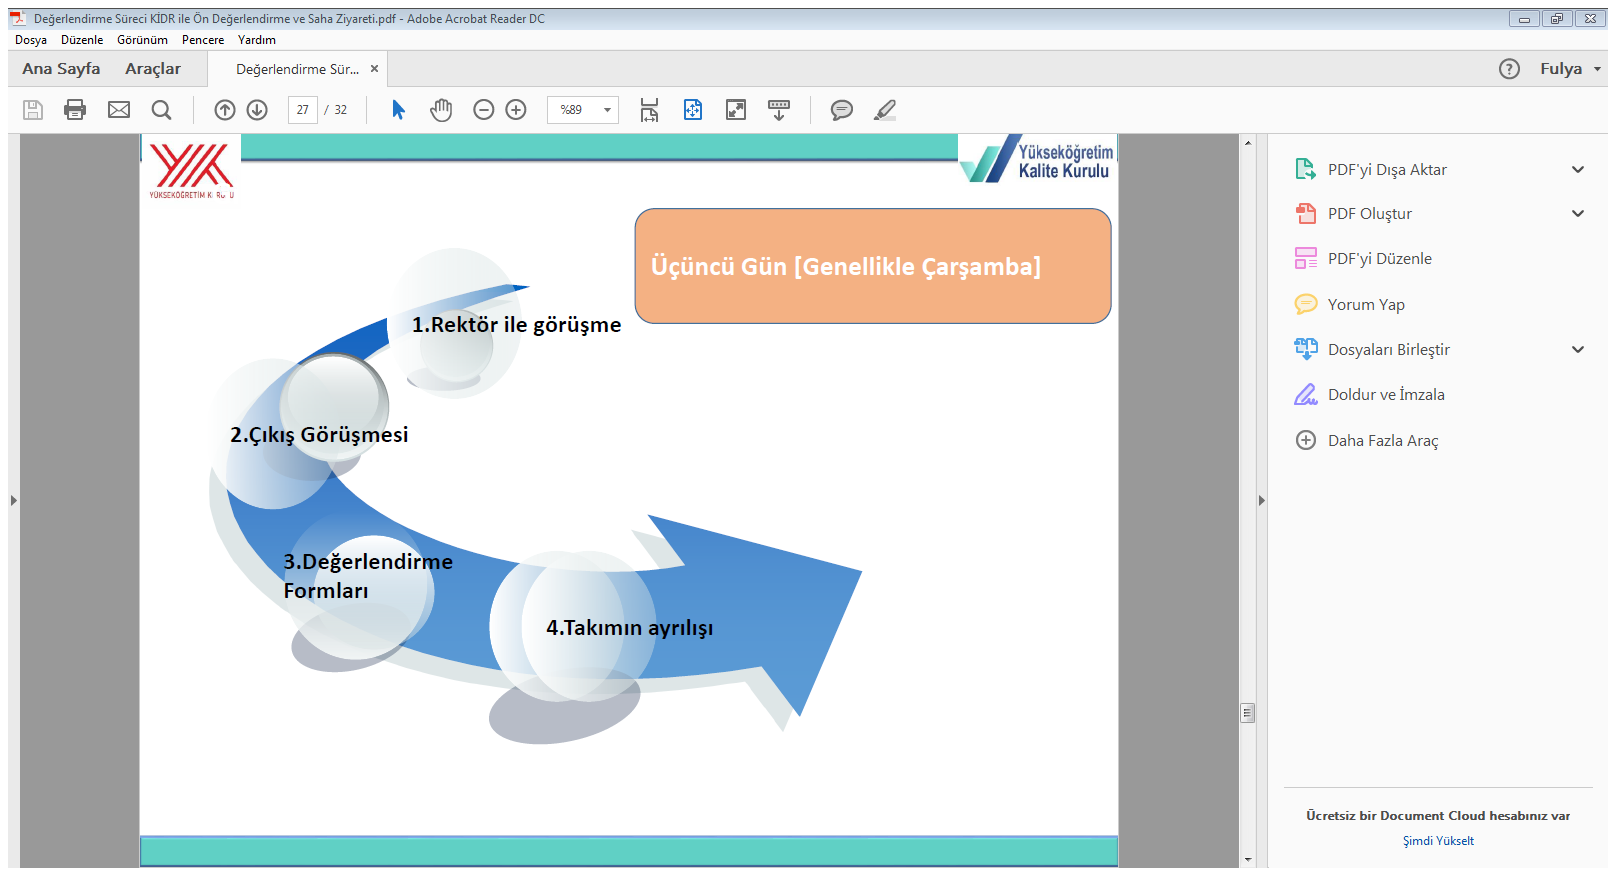 Değerlendirme Süreci KİDR ile Ön Değerlendirme ve Saha Ziyareti.pdf - Adobe Acrobat Reader DC
Dosya Düzenle Görünüm Pencere Yardım
Ana Sayfa Araçlar Değerlendirme Sür... Fulya
27 / 32 %89
YÜKSEKÖĞRETİM
Yükseköğretim
Kalite Kurulu
Üçüncü Gün [Genellikle Çarşamba]
1.Rektör ile görüşme
2.Çıkış Görüşmesi
3.Değerlendirme
Formları
4.Takımın ayrılışı
PDF'yi Dışa Aktar
PDF Oluştur
PDF'yi Düzenle
Yorum Yap
Dosyaları Birleştir
Doldur ve İmzala
Daha Fazla Araç
Ücretsiz bir Document Cloud hesabınız var
Şimdi Yükselt